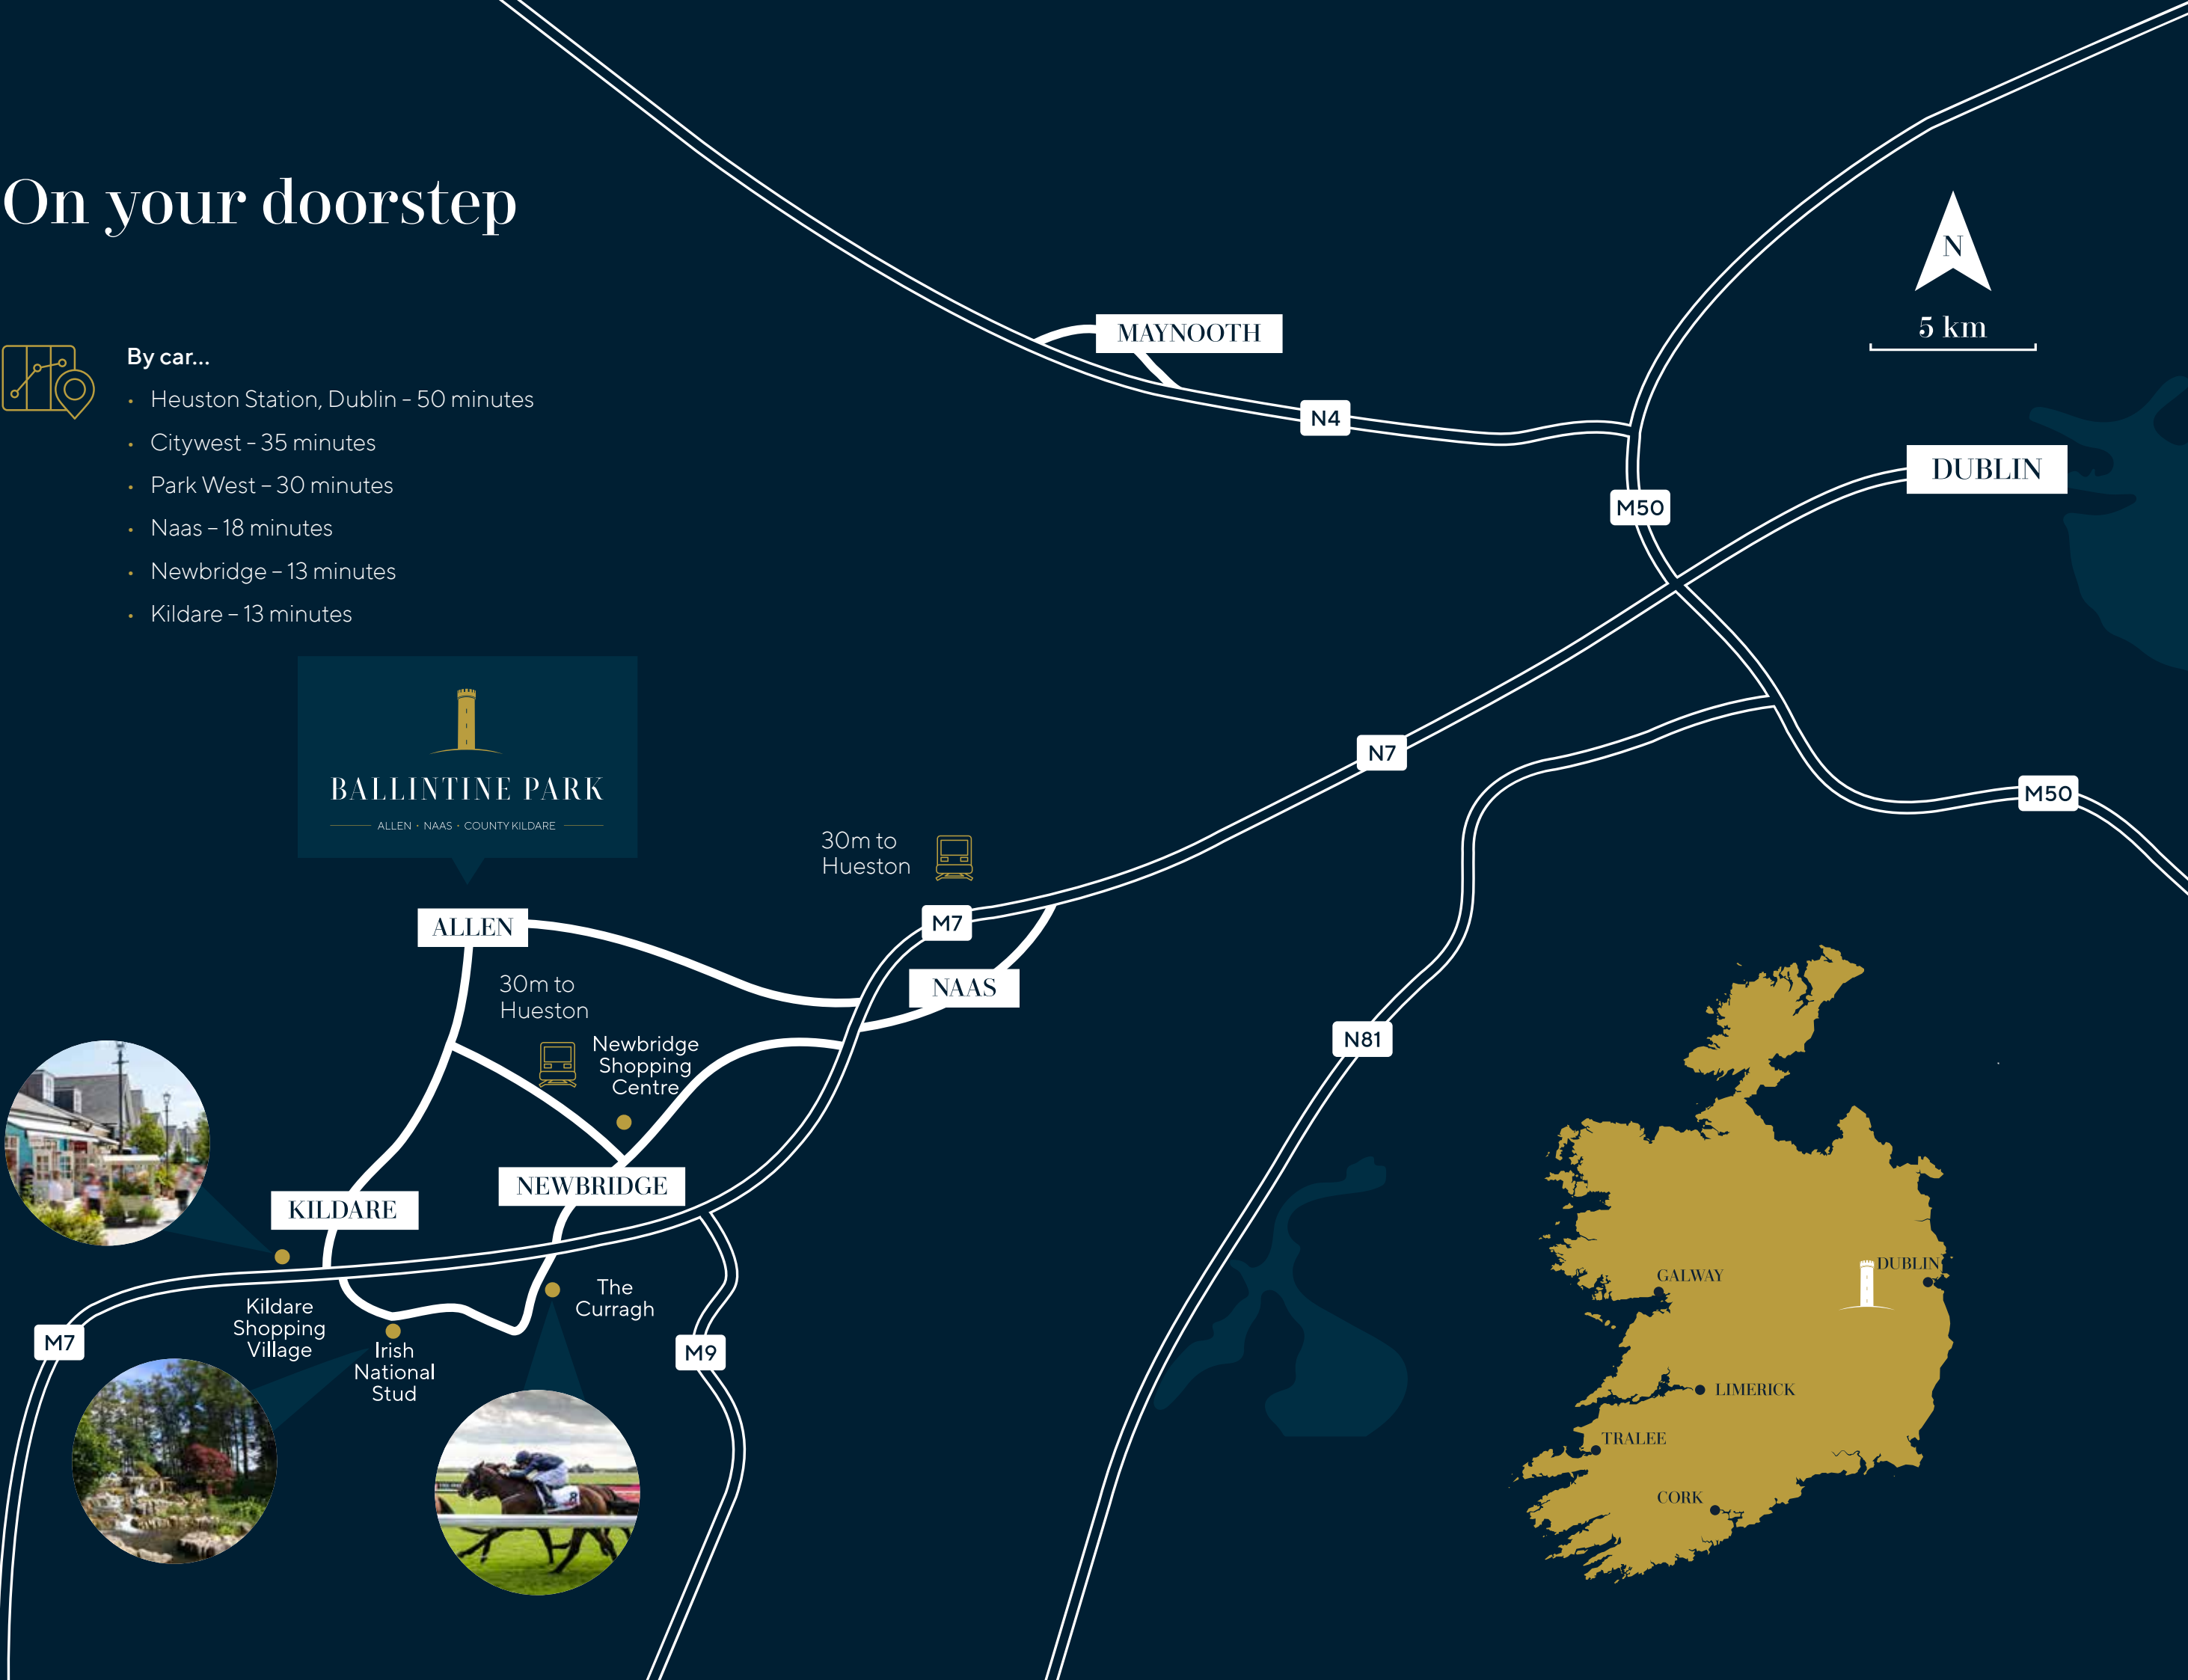 On your doorstep
By car...
• Heuston Station, Dublin - 50 minutes
• Citywest - 35 minutes
• Park West – 30 minutes
• Naas – 18 minutes
• Newbridge – 13 minutes
• Kildare – 13 minutes
BALLINTINE PARK
ALLEN • NAAS • COUNTY KILDARE
N
5 km
MAYNOOTH
N4
M50
DUBLIN
N7
M50
30m to
Hueston
M7
ALLEN
NAAS
30m to
Hueston
Newbridge
Shopping
Centre
N81
NEWBRIDGE
KILDARE
The
Curragh
Kildare
Shopping
Village
M7
Irish
National
Stud
M9
8
DUBLIN
GALWAY
LIMERICK
TRALEE
CORK